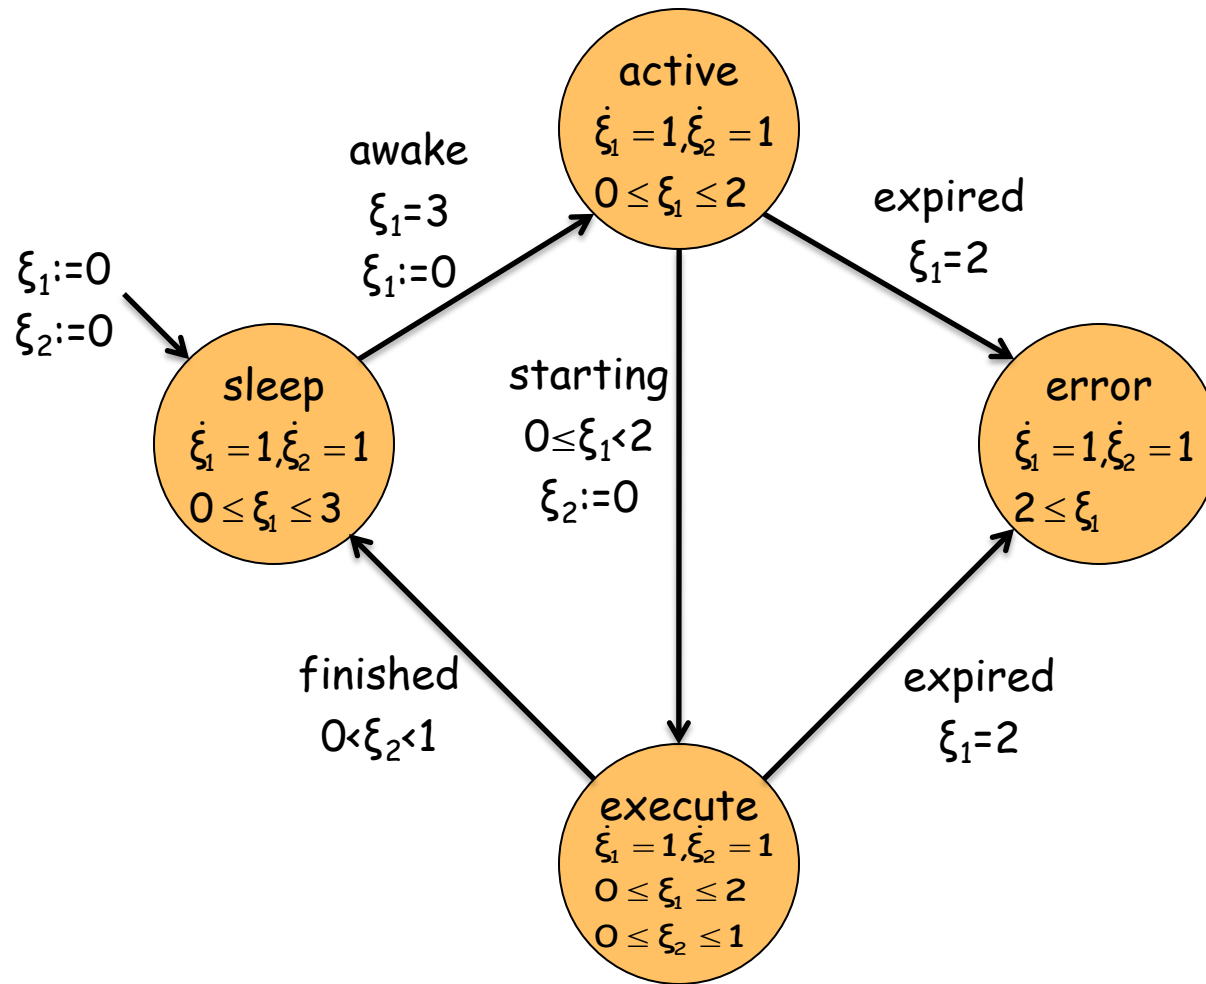 active
ξ̇₁ = 1,ξ̇₂ = 1
0 ≤ ξ₁ ≤ 2
awake
ξ₁=3
ξ₁:=0
expired
ξ₁=2
ξ₁:=0
ξ₂:=0
sleep
ξ̇₁ = 1,ξ̇₂ = 1
0 ≤ ξ₁ ≤ 3
starting
0≤ξ₁<2
ξ₂:=0
error
ξ̇₁ = 1,ξ̇₂ = 1
2 ≤ ξ₁
finished
0<ξ₂<1
expired
ξ₁=2
execute
ξ̇₁ = 1,ξ̇₂ = 1
0 ≤ ξ₁ ≤ 2
0 ≤ ξ₂ ≤ 1